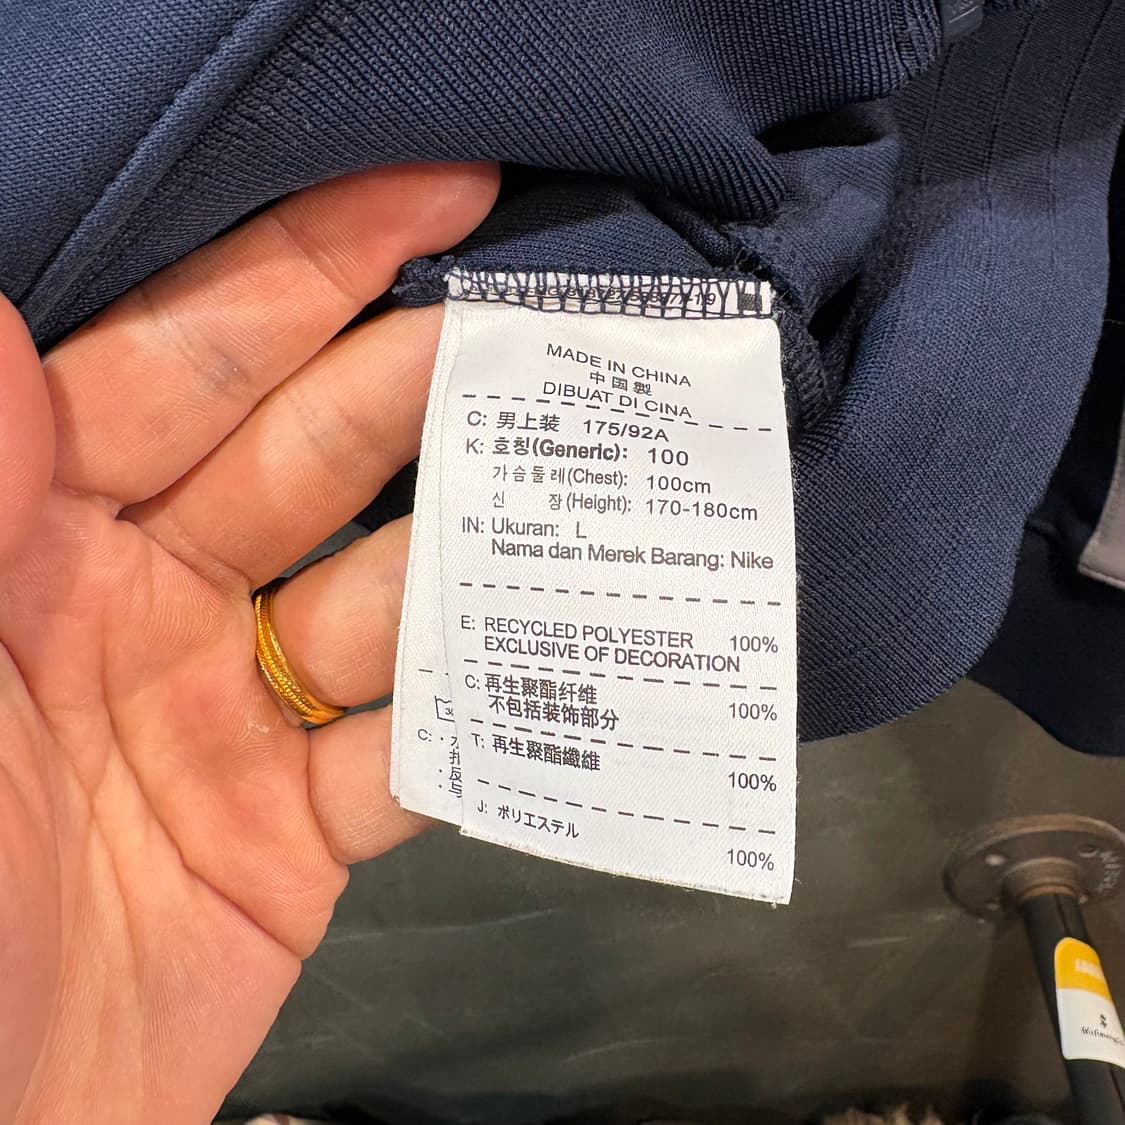 MADE IN CHINA
中国製
DIBUAT DI CINA
C: 男上装 175/92A
K: 호칭(Generic): 100
가슴둘레(Chest): 100cm
신 장(Height): 170-180cm
IN: Ukuran: L
Nama dan Merek Barang: Nike
E: RECYCLED POLYESTER 100%
EXCLUSIVE OF DECORATION
C: 再生聚酯纤维
不包括装饰部分 100%
T: 再生聚酯纖維
100%
J: ポリエステル
100%
C:
· 反
· 与